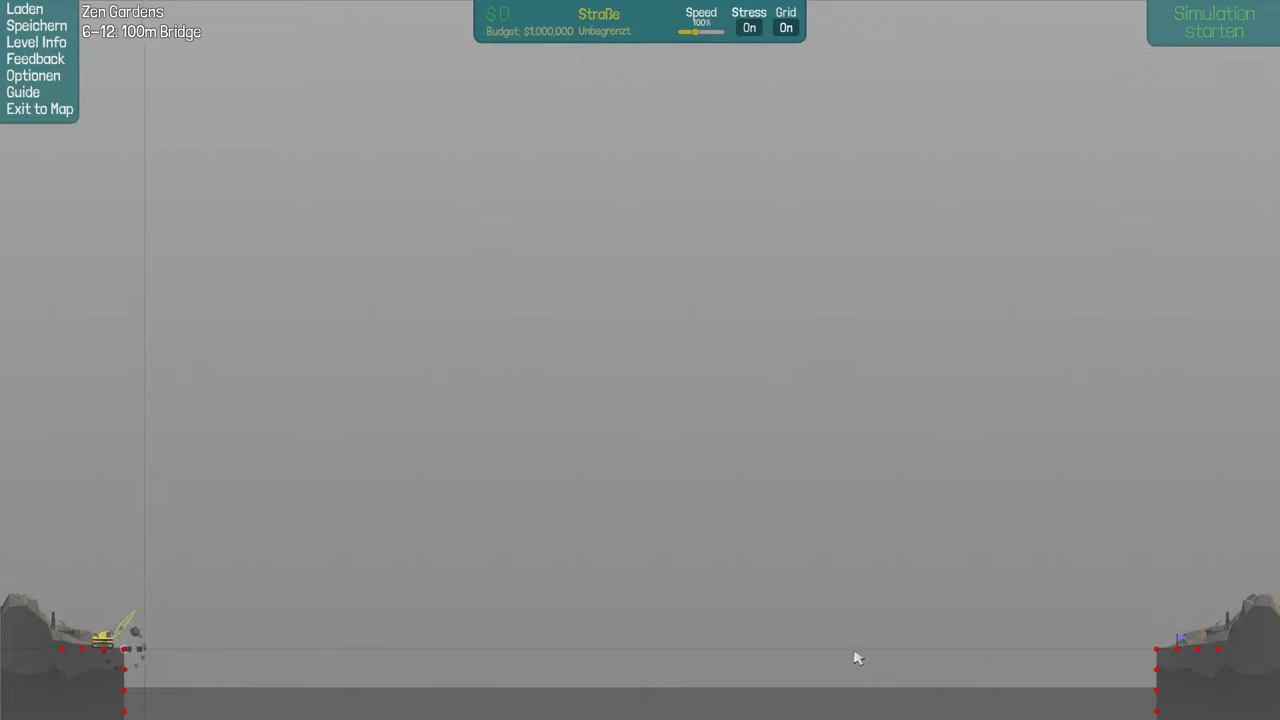 Laden
Speichern
Level Info
Feedback
Optionen
Guide
Exit to Map
Zen Gardens
6-12: 100m Bridge
$0
Straße
Budget: $1,000,000 Unbegrenzt
Speed
100%
Stress
On
Grid
On
Simulation
starten